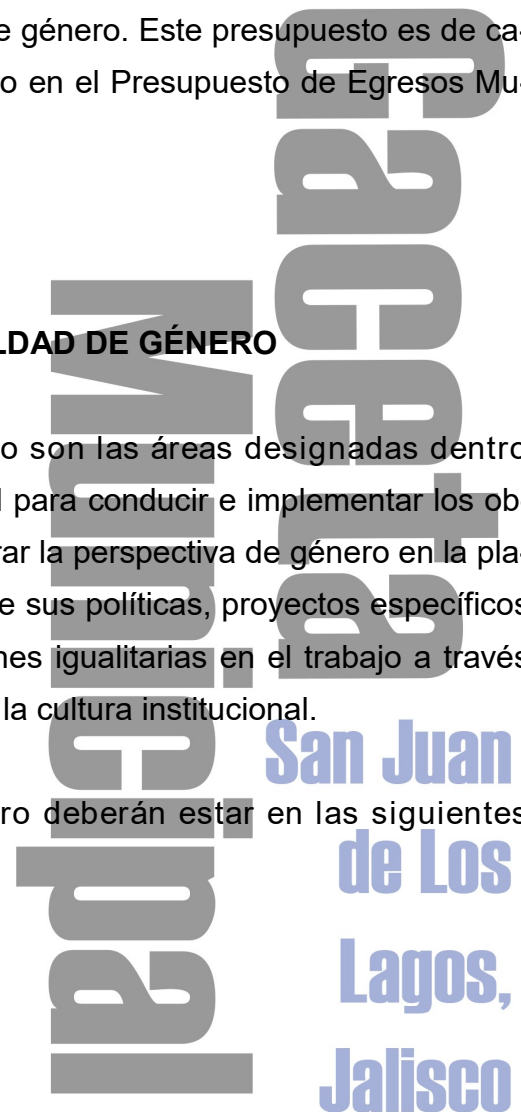 e género. Este presupuesto es de ca-
o en el Presupuesto de Egresos Mu-
LDAD DE GÉNERO
o son las áreas designadas dentro
l para conducir e implementar los ob-
rar la perspectiva de género en la pla-
e sus políticas, proyectos específicos
nes igualitarias en el trabajo a través
la cultura institucional.
ro deberán estar en las siguientes
Gaceta
Municipal
San Juan
de Los
Lagos,
Jalisco